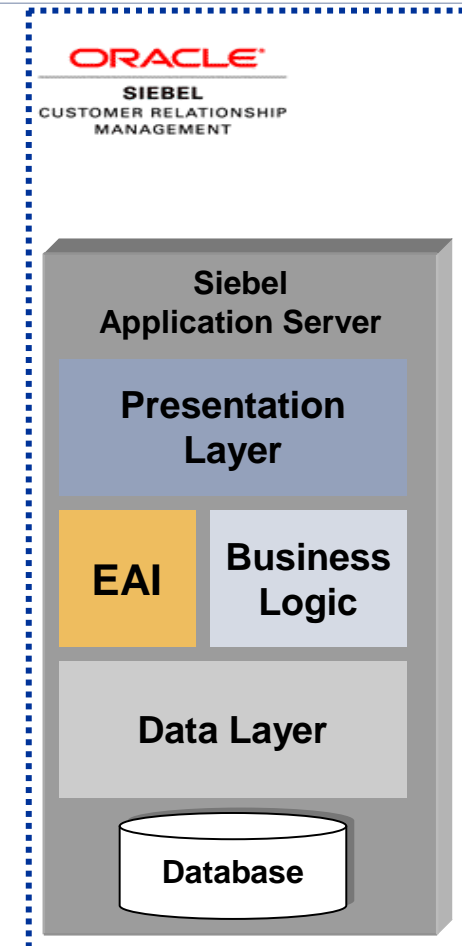 ORACLE
SIEBEL
CUSTOMER RELATIONSHIP
MANAGEMENT
Siebel
Application Server
Presentation
Layer
EAI
Business
Logic
Data Layer
Database